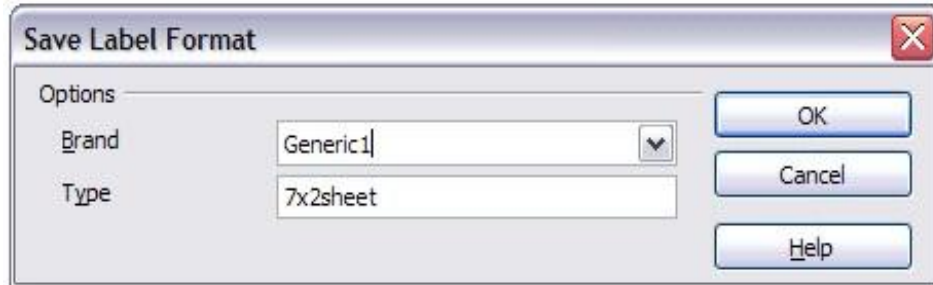 Save Label Format
Options
OK
Brand
Generic1
Cancel
Type
7x2sheet
Help